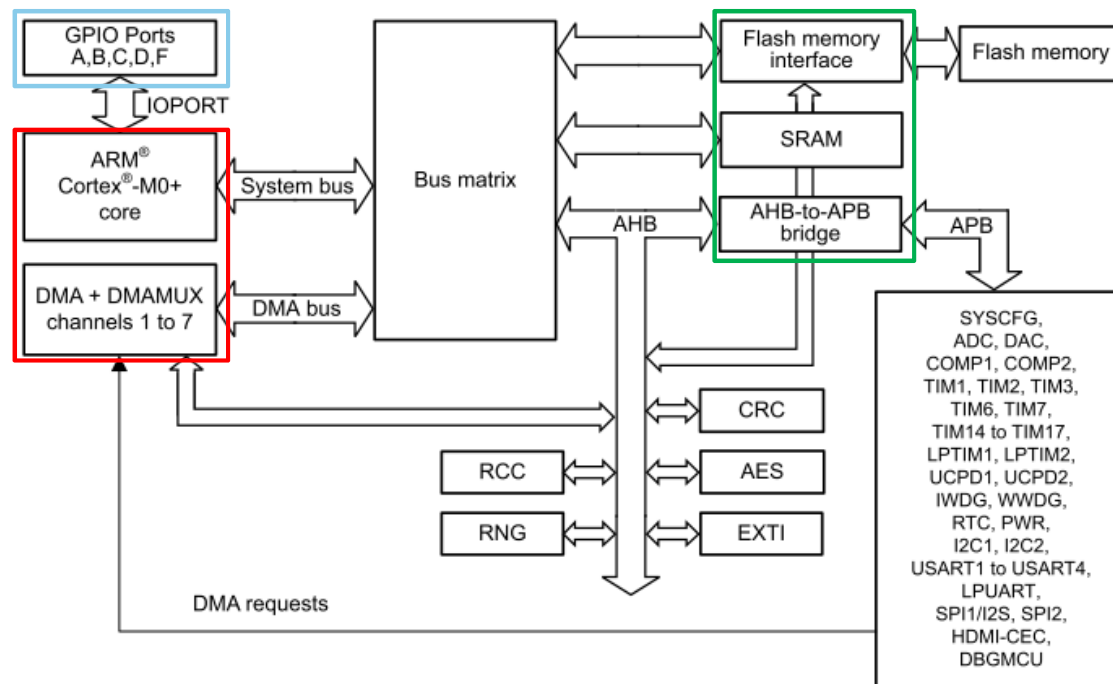 GPIO Ports
A,B,C,D,F
IOPORT
ARM®
Cortex®-M0+
core
System bus
DMA + DMAMUX
channels 1 to 7
DMA bus
Bus matrix
Flash memory
interface
Flash memory
SRAM
AHB
AHB-to-APB
bridge
APB
CRC
RCC
AES
RNG
EXTI
DMA requests
SYSCFG,
ADC, DAC,
COMP1, COMP2,
TIM1, TIM2, TIM3,
TIM6, TIM7,
TIM14 to TIM17,
LPTIM1, LPTIM2,
UCPD1, UCPD2,
IWDG, WWDG,
RTC, PWR,
I2C1, I2C2,
USART1 to USART4,
LPUART,
SPI1/I2S, SPI2,
HDMI-CEC,
DBGMCU